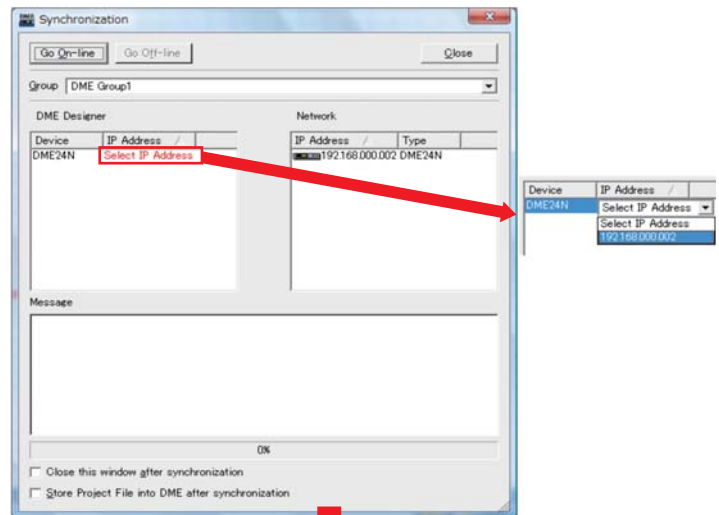 DME Synchronization
Go On-line Go Off-line Close
Group DME Group1
DME Designer Network
Device IP Address IP Address Type
DME24N Select IP Address 192.168.000.002 DME24N
Device IP Address
DME24N Select IP Address
Select IP Address
192.168.000.002
Message
0%
Close this window after synchronization
Store Project File into DME after synchronization